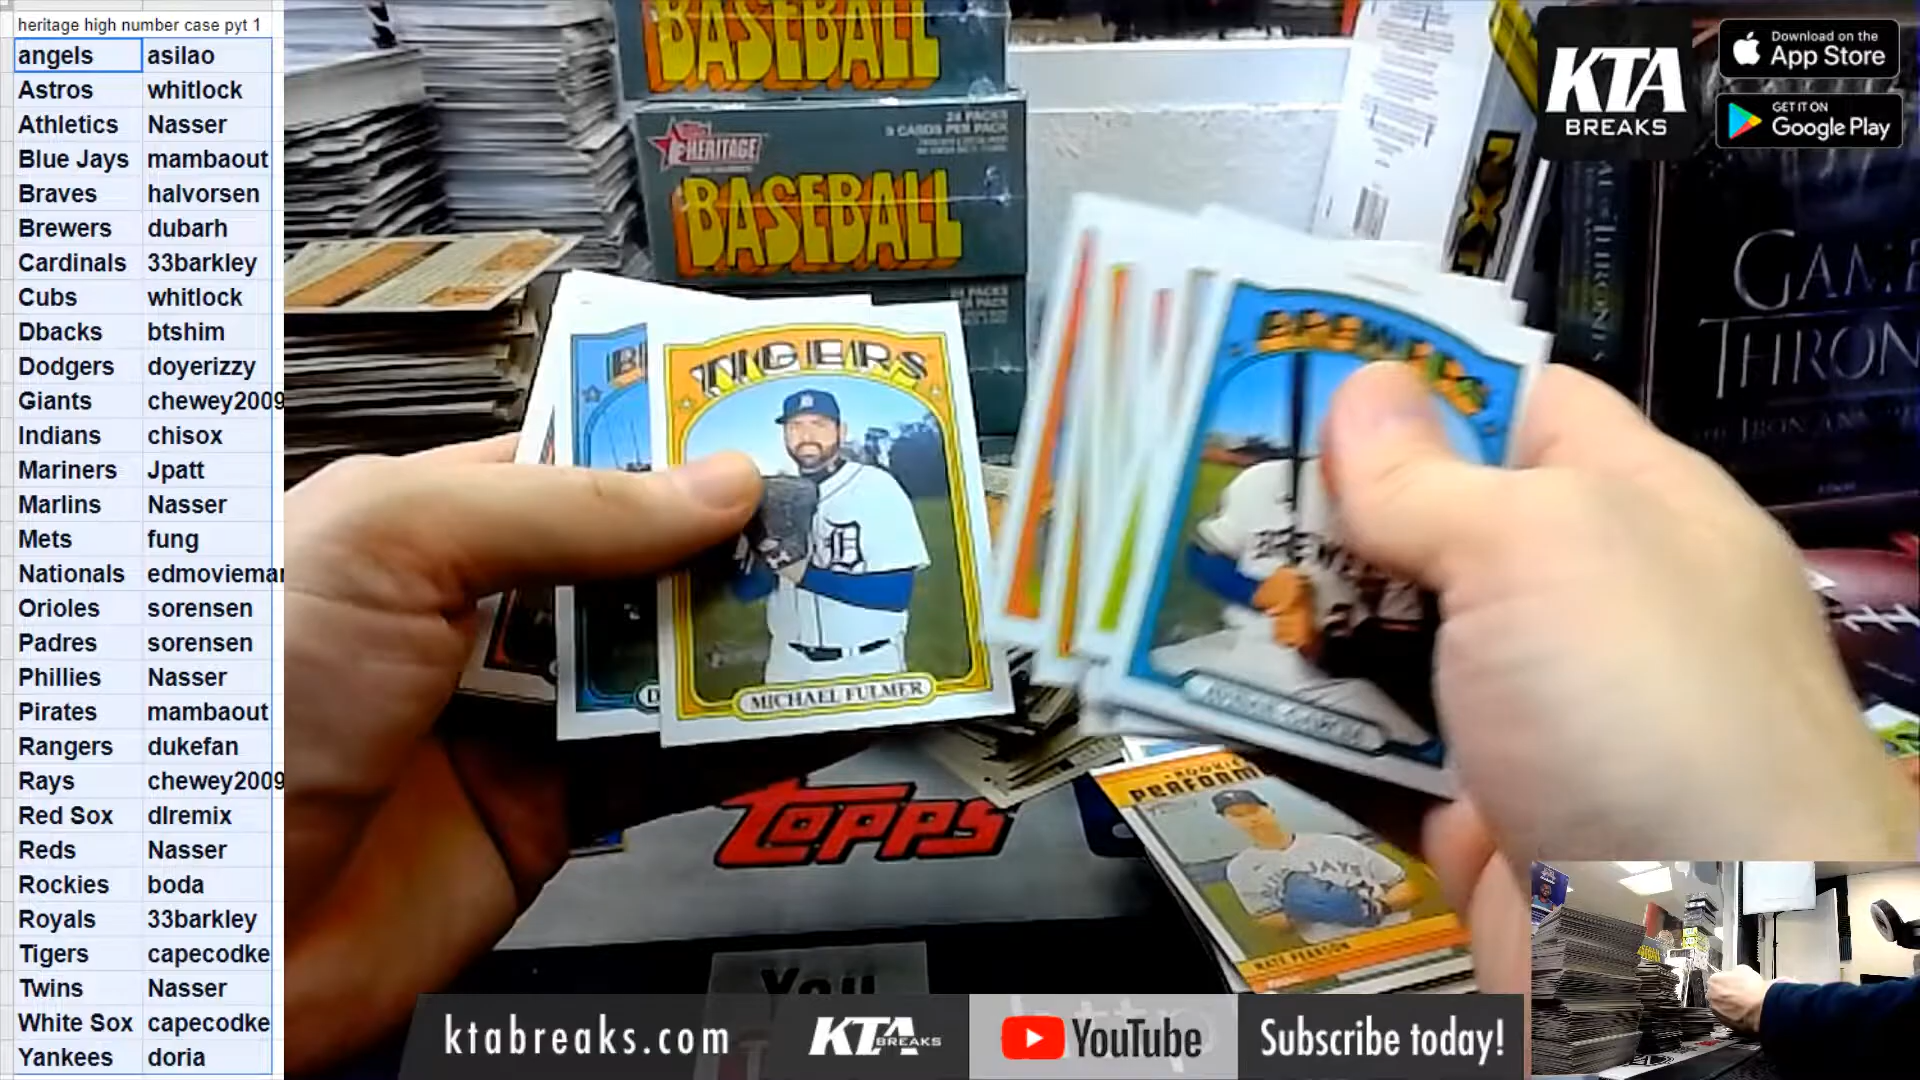 heritage high number case pyt 1
angels asilao
Astros whitlock
Athletics Nasser
Blue Jays mambaout
Braves halvorsen
Brewers dubarh
Cardinals 33barkley
Cubs whitlock
Dbacks btshim
Dodgers doyerizzy
Giants chewey2009
Indians chisox
Mariners Jpatt
Marlins Nasser
Mets fung
Nationals edmoviema
Orioles sorensen
Padres sorensen
Phillies Nasser
Pirates mambaout
Rangers dukefan
Rays chewey2009
Red Sox dlremix
Reds Nasser
Rockies boda
Royals 33barkley
Tigers capecodke
Twins Nasser
White Sox capecodke
Yankees doria
BASEBALL
24 PACKS
9 CARDS PER PACK
HERITAGE
BASEBALL
TIGERS
D
MICHAEL FULMER
BREWERS
topps
ROOKIE
PERFORM
JAYS
NATE PEARSON
You
GAME
THRON
KTA
BREAKS
Download on the
App Store
GET IT ON
Google Play
ktabreaks.com
KTA BREAKS
YouTube
Subscribe today!